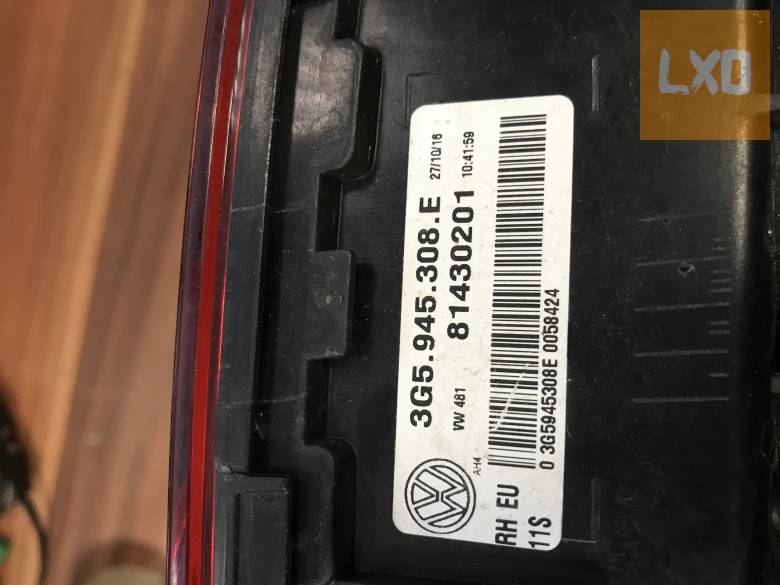 3G5.945.308.E 27/10/16
VW 481 81430201 10:41:59
AH4
RH EU
11S
0 3G5945308E 0058424
LXO